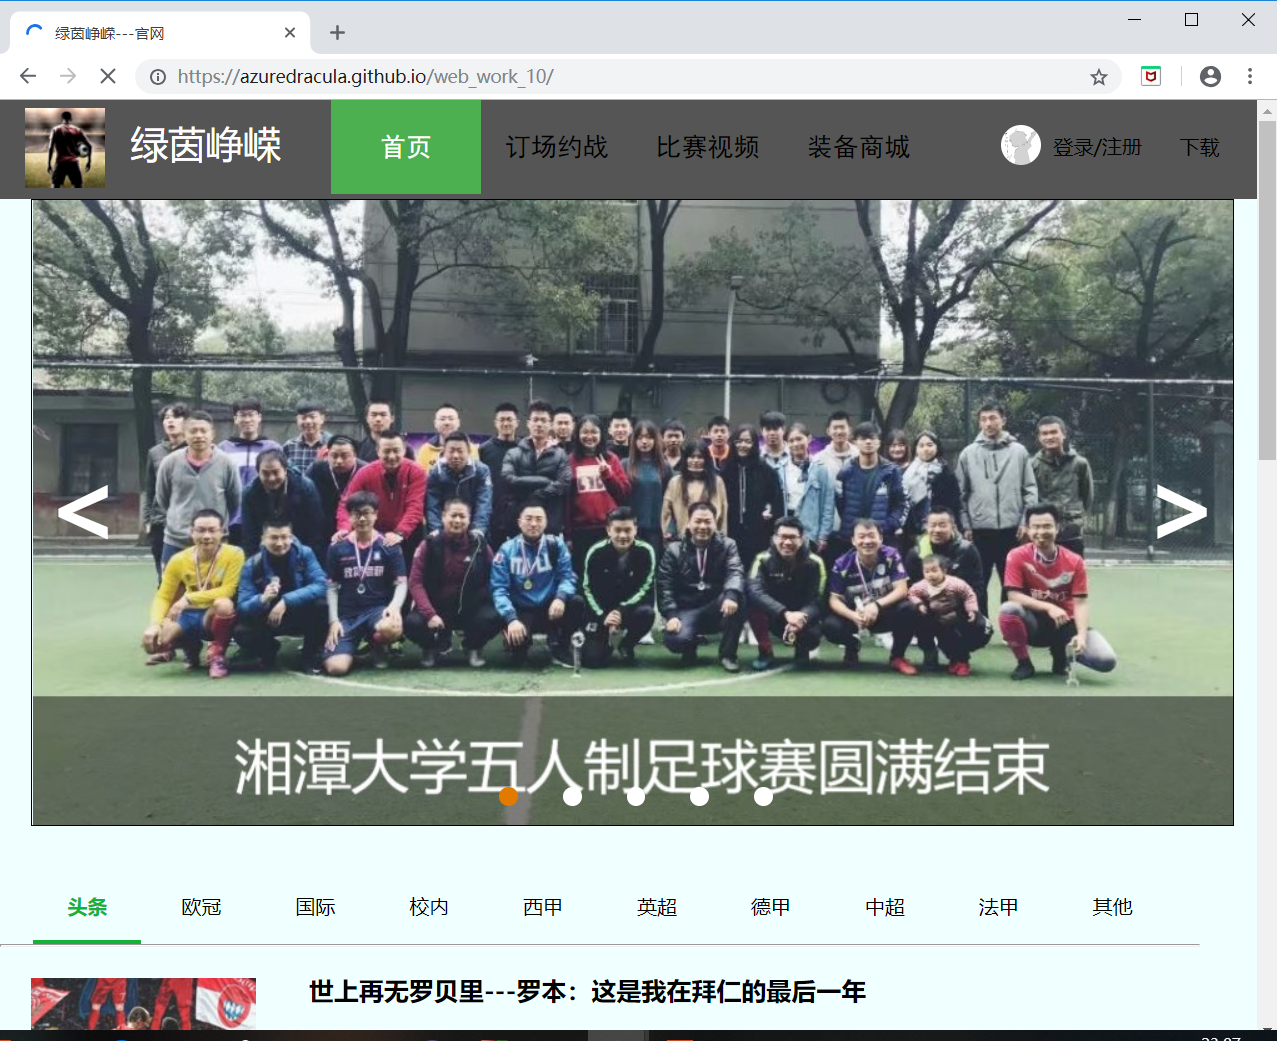 绿茵峥嵘---官网
https://azuredracula.github.io/web_work_10/
绿茵峥嵘 首页 订场约战 比赛视频 装备商城 登录/注册 下载
<
>
湘潭大学五人制足球赛圆满结束
头条 欧冠 国际 校内 西甲 英超 德甲 中超 法甲 其他
世上再无罗贝里---罗本：这是我在拜仁的最后一年